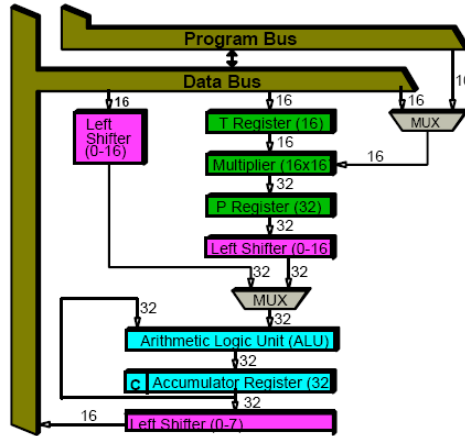 Program Bus
Data Bus
16
16
16
16
16
Left
Shifter
(0-16)
T Register (16)
MUX
16
16
Multiplier (16x16
32
P Register (32)
32
Left Shifter (0-16
32
32
MUX
32
32
Arithmetic Logic Unit (ALU)
32
C Accumulator Register (32
32
16
Left Shifter (0-7)